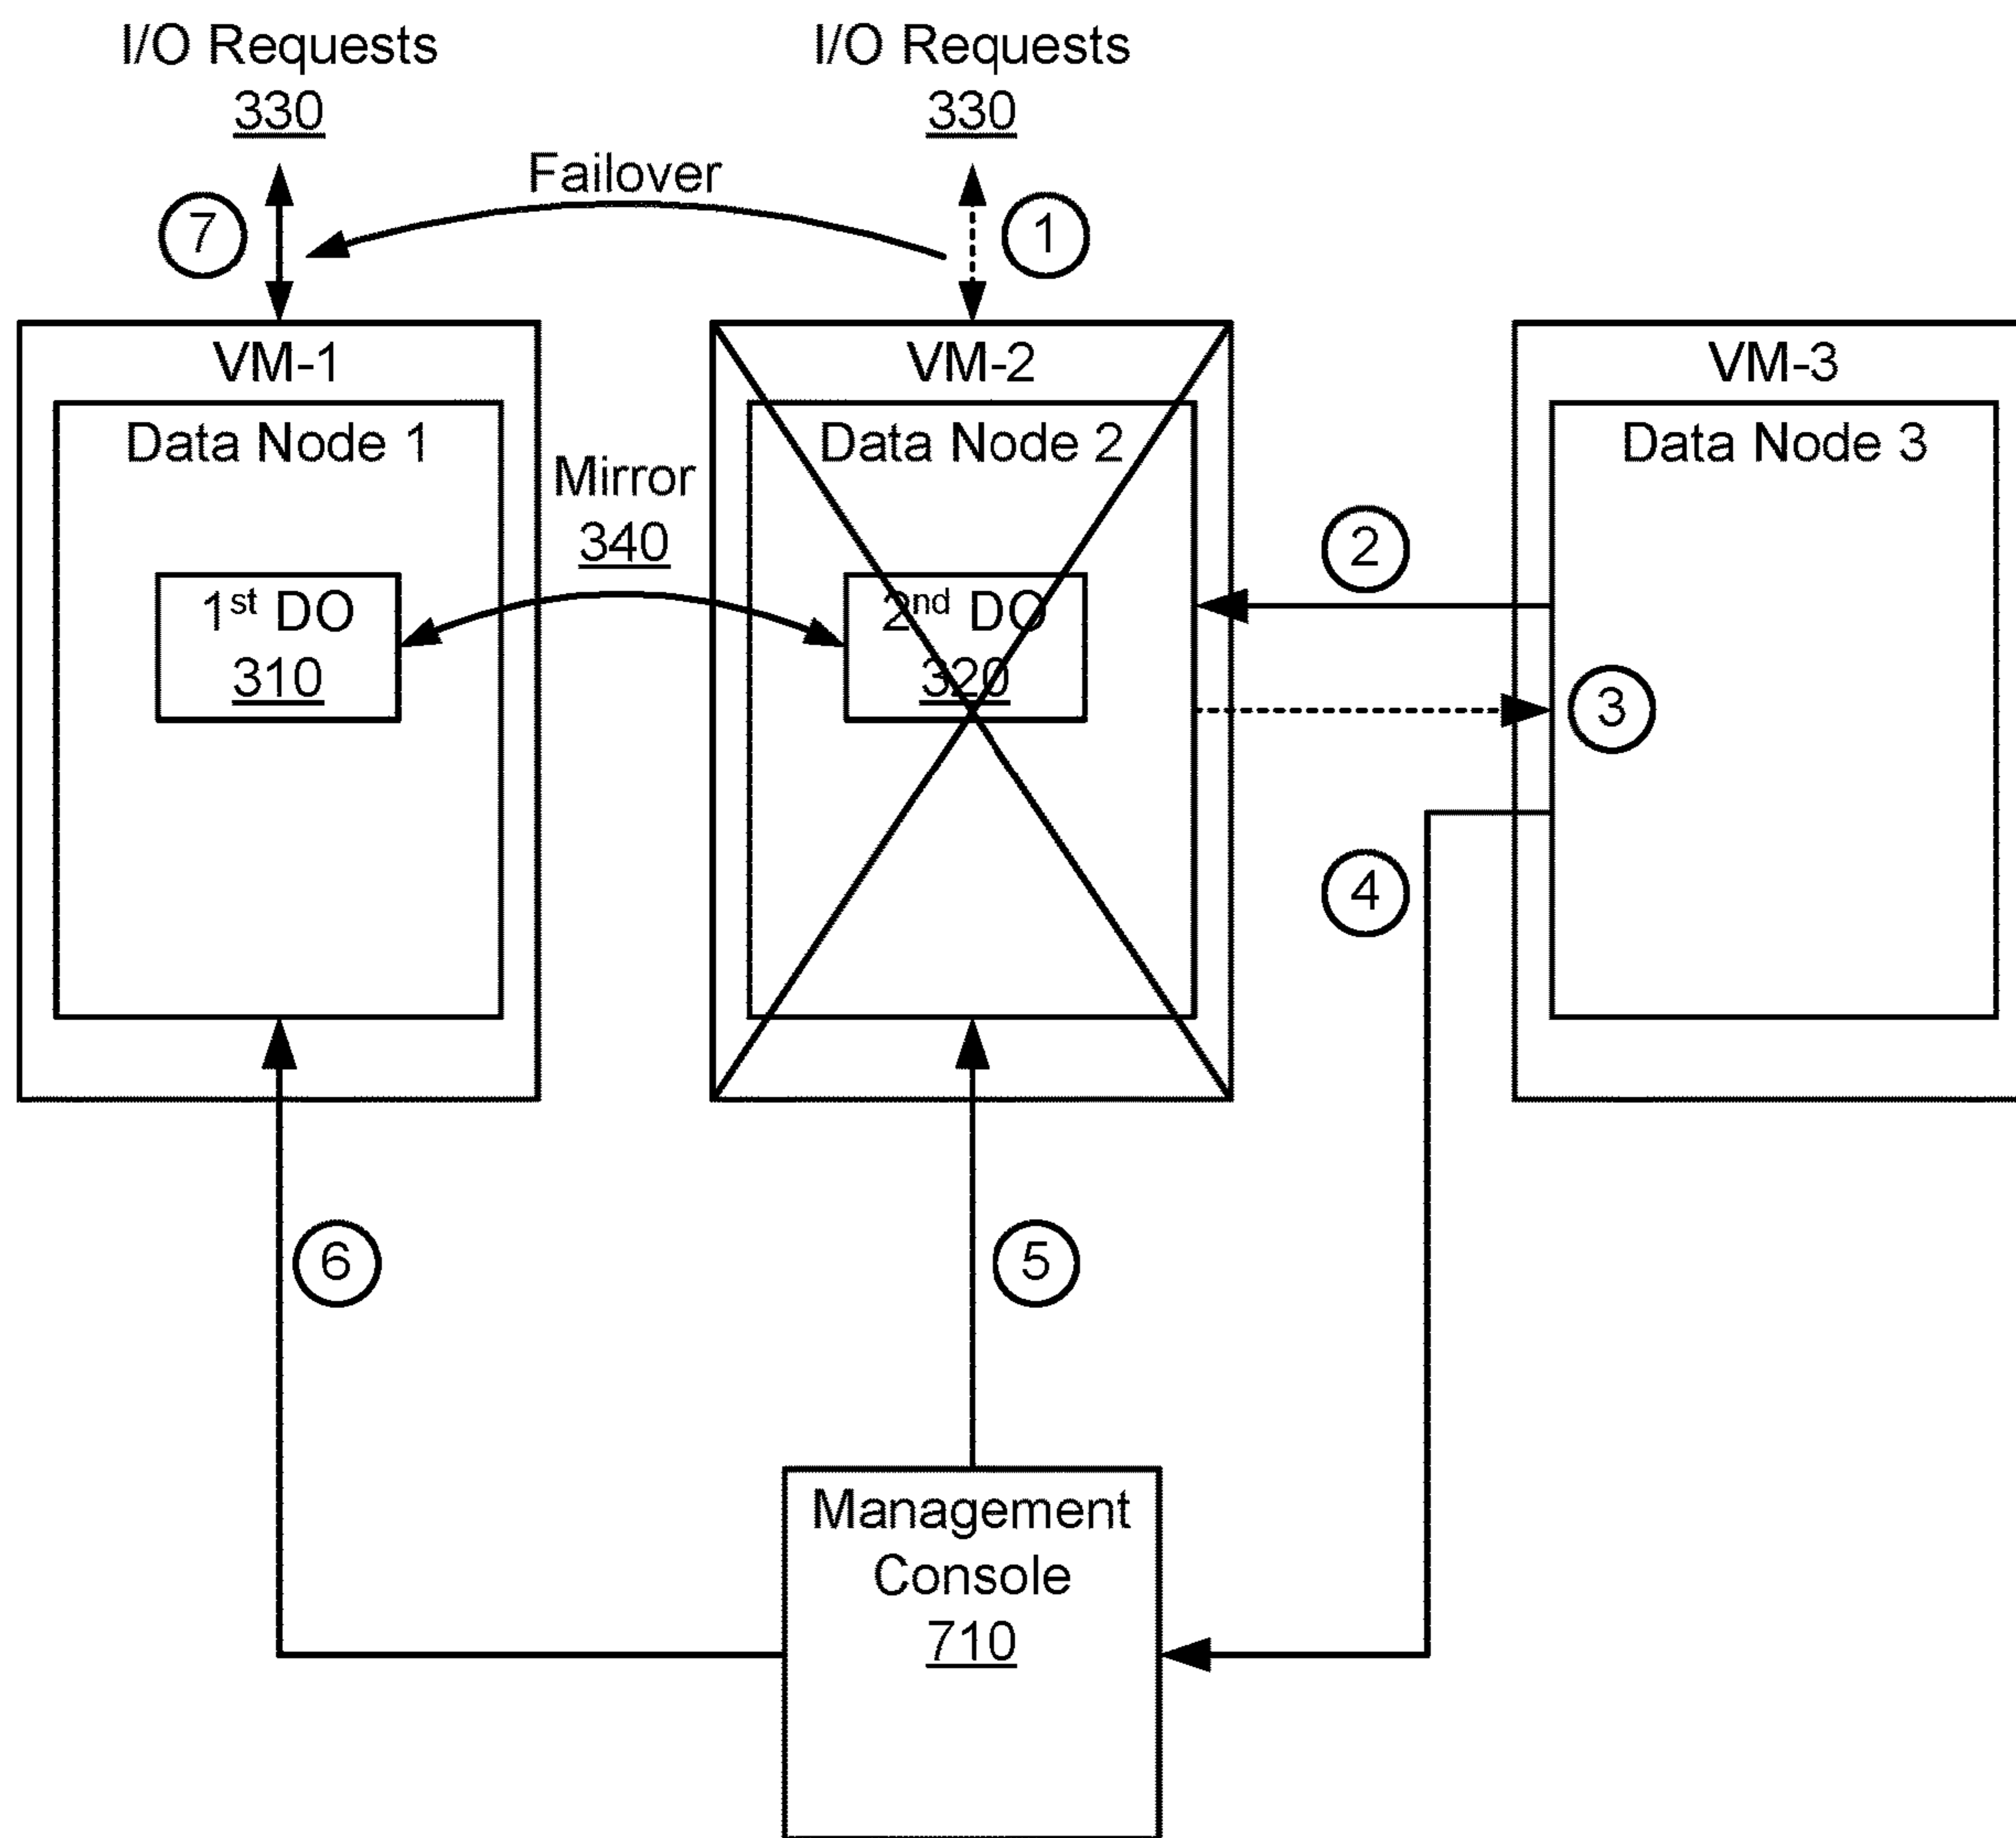 I/O Requests
330
I/O Requests
330
Failover
7
1
VM-1
VM-2
VM-3
Data Node 1
Data Node 2
Data Node 3
Mirror
340
2
1st DO
310
2nd DO
320
3
4
6
5
Management
Console
710